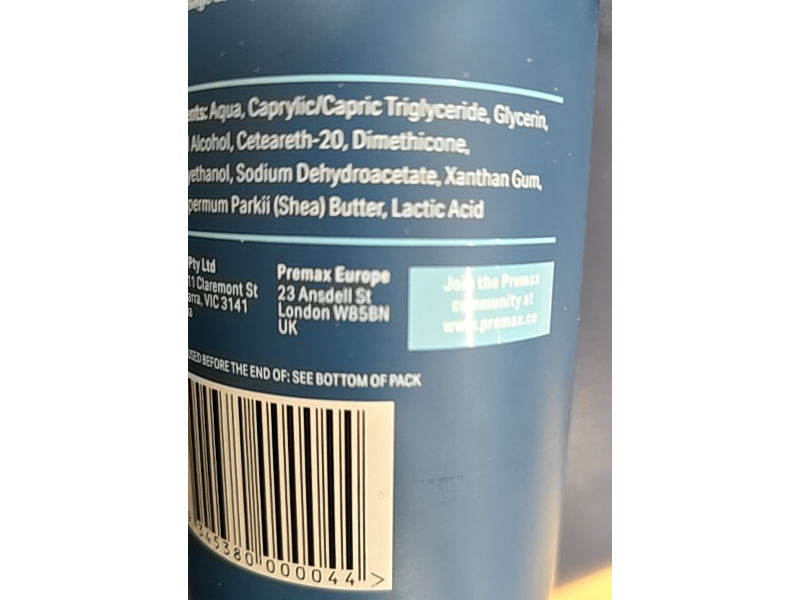 ents: Aqua, Caprylic/Capric Triglyceride, Glycerin,
Alcohol, Ceteareth-20, Dimethicone,
yethanol, Sodium Dehydroacetate, Xanthan Gum,
permum Parkii (Shea) Butter, Lactic Acid
Pty Ltd
11 Claremont St
arra, VIC 3141
Premax Europe
23 Ansdell St
London W85BN
UK
Join the Premax
community at
www.premax.co
USED BEFORE THE END OF: SEE BOTTOM OF PACK
345380 000044 >